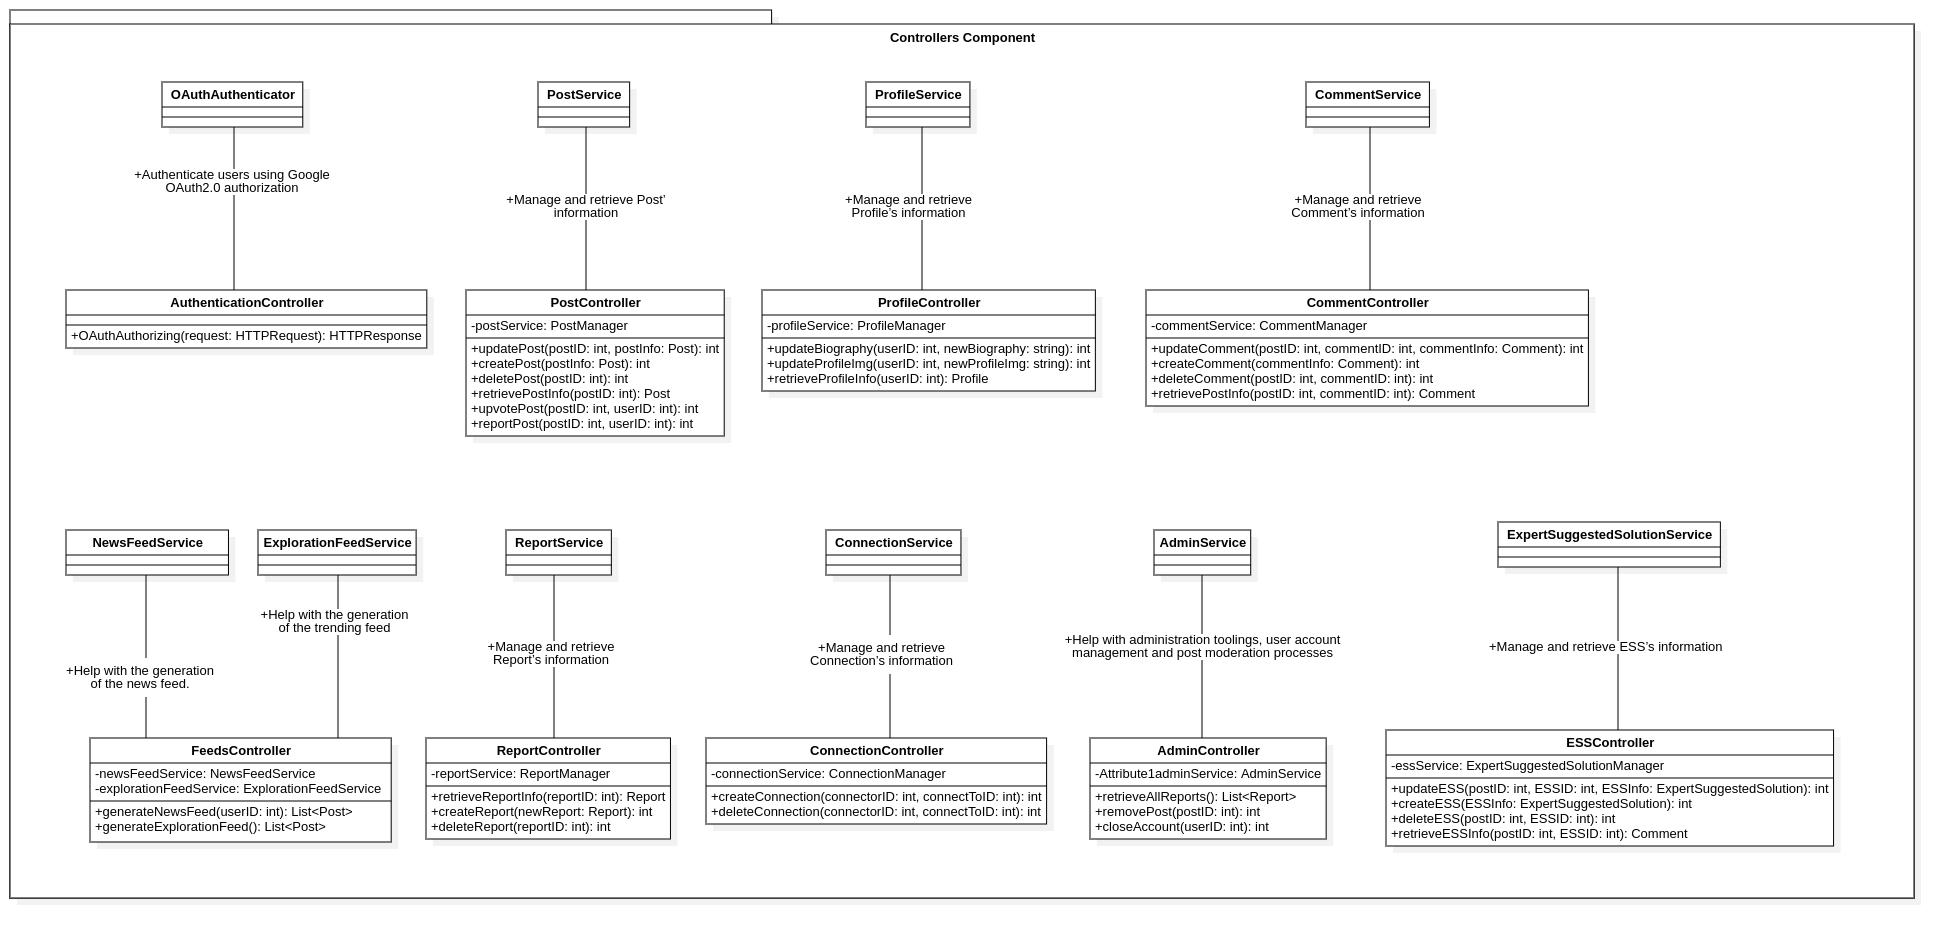 Controllers Component
OAuthAuthenticator
+Authenticate users using Google
OAuth2.0 authorization
AuthenticationController
+OAuthAuthorizing(request: HTTPRequest): HTTPResponse
PostService
+Manage and retrieve Post’
information
PostController
-postService: PostManager
+updatePost(postID: int, postInfo: Post): int
+createPost(postInfo: Post): int
+deletePost(postID: int): int
+retrievePostInfo(postID: int): Post
+upvotePost(postID: int, userID: int): int
+reportPost(postID: int, userID: int): int
ProfileService
+Manage and retrieve
Profile’s information
ProfileController
-profileService: ProfileManager
+updateBiography(userID: int, newBiography: string): int
+updateProfileImg(userID: int, newProfileImg: string): int
+retrieveProfileInfo(userID: int): Profile
CommentService
+Manage and retrieve
Comment’s information
CommentController
-commentService: CommentManager
+updateComment(postID: int, commentID: int, commentInfo: Comment): int
+createComment(commentInfo: Comment): int
+deleteComment(postID: int, commentID: int): int
+retrievePostInfo(postID: int, commentID: int): Comment
NewsFeedService
+Help with the generation
of the news feed.
ExplorationFeedService
+Help with the generation
of the trending feed
FeedsController
-newsFeedService: NewsFeedService
-explorationFeedService: ExplorationFeedService
+generateNewsFeed(userID: int): List<Post>
+generateExplorationFeed(): List<Post>
ReportService
+Manage and retrieve
Report’s information
ReportController
-reportService: ReportManager
+retrieveReportInfo(reportID: int): Report
+createReport(newReport: Report): int
+deleteReport(reportID: int): int
ConnectionService
+Manage and retrieve
Connection’s information
ConnectionController
-connectionService: ConnectionManager
+createConnection(connectorID: int, connectToID: int): int
+deleteConnection(connectorID: int, connectToID: int): int
AdminService
+Help with administration toolings, user account
management and post moderation processes
AdminController
-Attribute1adminService: AdminService
+retrieveAllReports(): List<Report>
+removePost(postID: int): int
+closeAccount(userID: int): int
ExpertSuggestedSolutionService
+Manage and retrieve ESS’s information
ESSController
-essService: ExpertSuggestedSolutionManager
+updateESS(postID: int, ESSID: int, ESSInfo: ExpertSuggestedSolution): int
+createESS(ESSInfo: ExpertSuggestedSolution): int
+deleteESS(postID: int, ESSID: int): int
+retrieveESSInfo(postID: int, ESSID: int): Comment